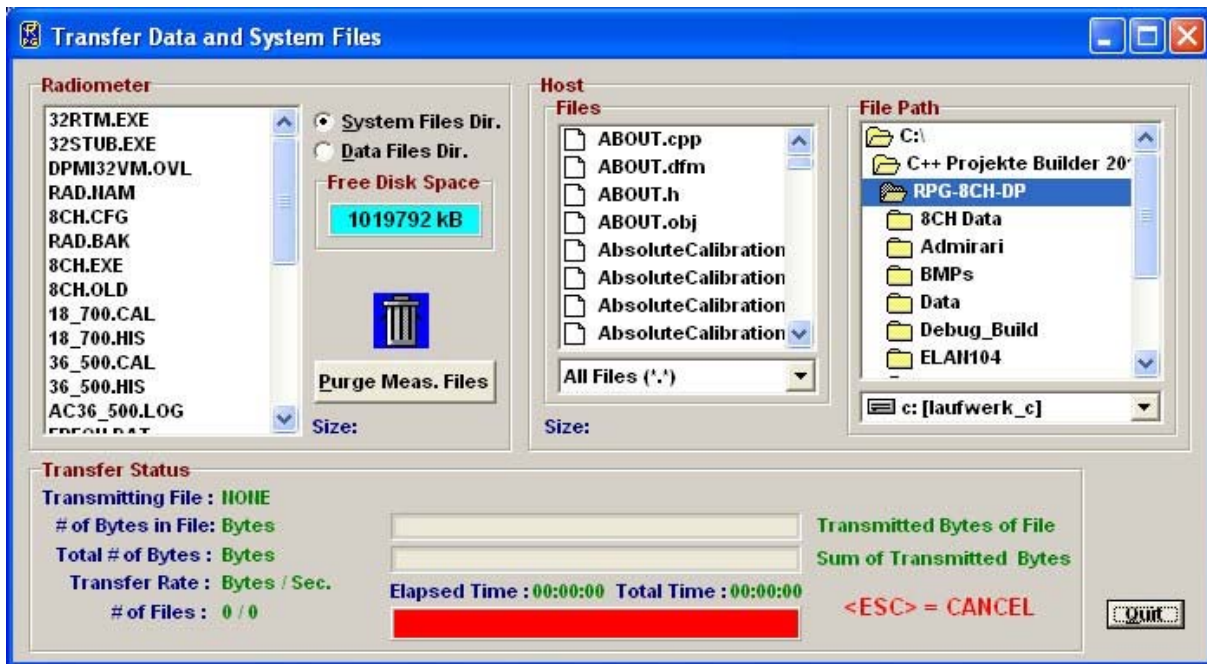 Transfer Data and System Files
Radiometer
32RTM.EXE
32STUB.EXE
DPMI32VM.OVL
RAD.NAM
8CH.CFG
RAD.BAK
8CH.EXE
8CH.OLD
18_700.CAL
18_700.HIS
36_500.CAL
36_500.HIS
AC36_500.LOG
System Files Dir.
Data Files Dir.
Free Disk Space
1019792 kB
Purge Meas. Files
Size:
Host
Files
ABOUT.cpp
ABOUT.dfm
ABOUT.h
ABOUT.obj
AbsoluteCalibration
AbsoluteCalibration
AbsoluteCalibration
AbsoluteCalibration
All Files (*.*)
Size:
File Path
C:\
C++ Projekte Builder 20
RPG-8CH-DP
8CH Data
Admirari
BMPs
Data
Debug_Build
ELAN104
c: [laufwerk_c]
Transfer Status
Transmitting File : NONE
# of Bytes in File: Bytes
Total # of Bytes : Bytes
Transfer Rate : Bytes / Sec.
# of Files : 0 / 0
Transmitted Bytes of File
Sum of Transmitted Bytes
Elapsed Time : 00:00:00 Total Time : 00:00:00
<ESC> = CANCEL
Quit